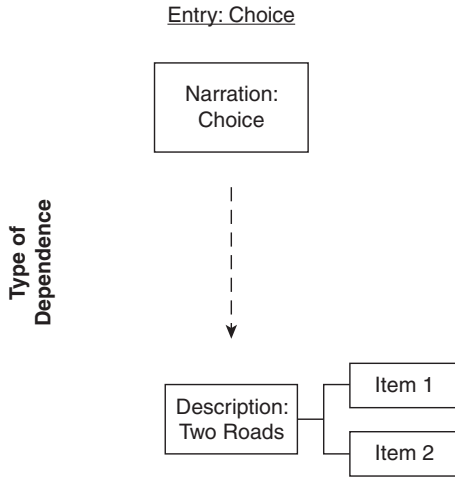 Entry: Choice
Narration:
Choice
Type of
Dependence
Description:
Two Roads
Item 1
Item 2